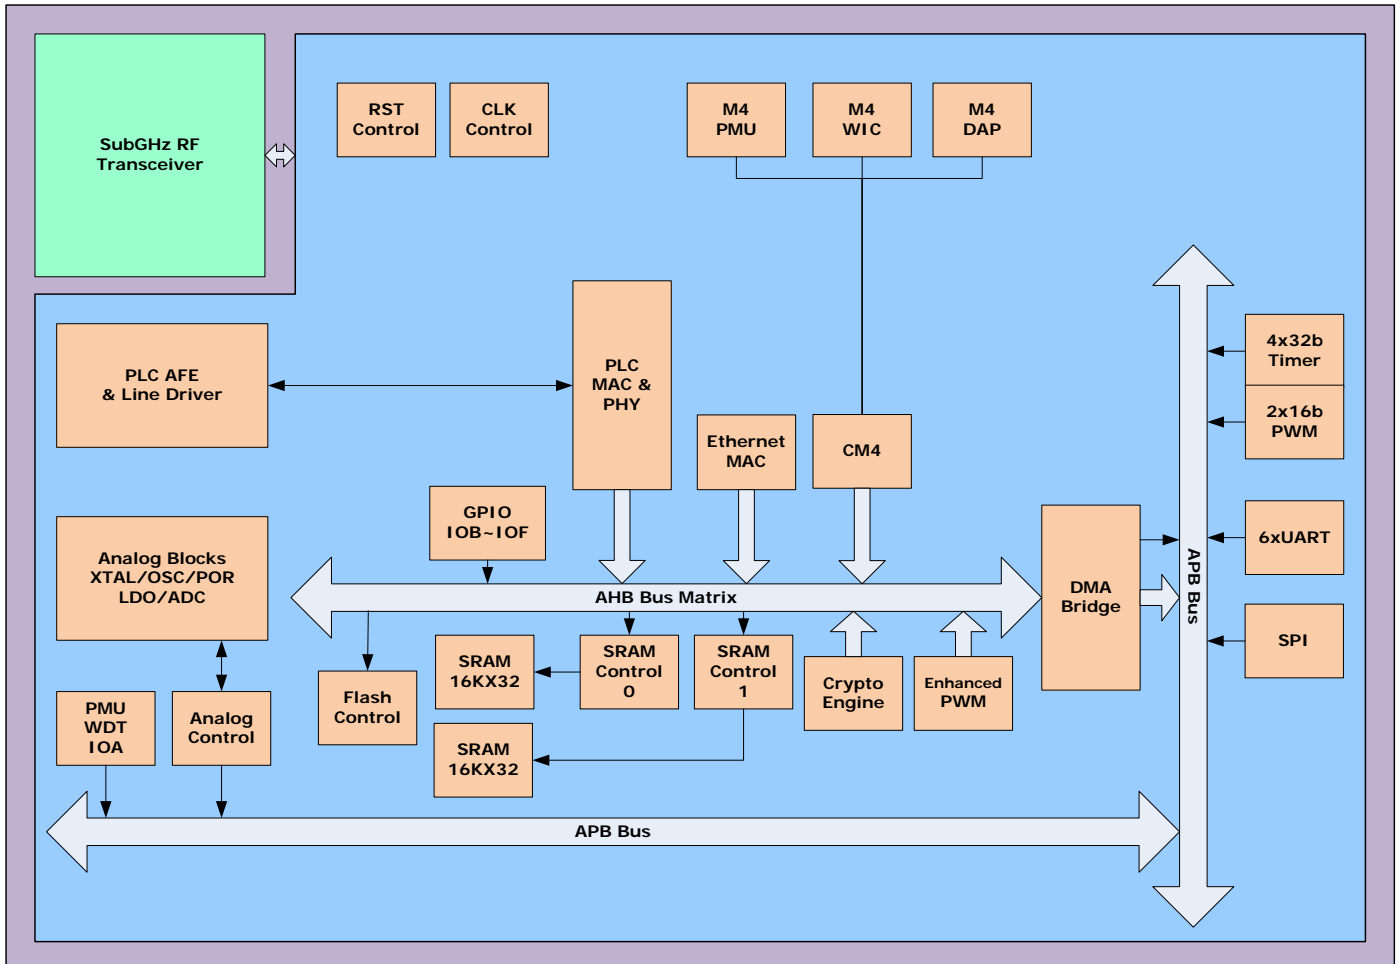 SubGHz RF
Transceiver
RST
Control
CLK
Control
M4
PMU
M4
WIC
M4
DAP
PLC AFE
& Line Driver
PLC
MAC &
PHY
Ethernet
MAC
CM4
4x32b
Timer
2x16b
PWM
GPIO
IOB~IOF
6xUART
Analog Blocks
XTAL/OSC/POR
LDO/ADC
AHB Bus Matrix
DMA
Bridge
APB Bus
SPI
SRAM
16KX32
SRAM
Control
0
SRAM
Control
1
Crypto
Engine
Enhanced
PWM
Flash
Control
PMU
WDT
IOA
Analog
Control
SRAM
16KX32
APB Bus